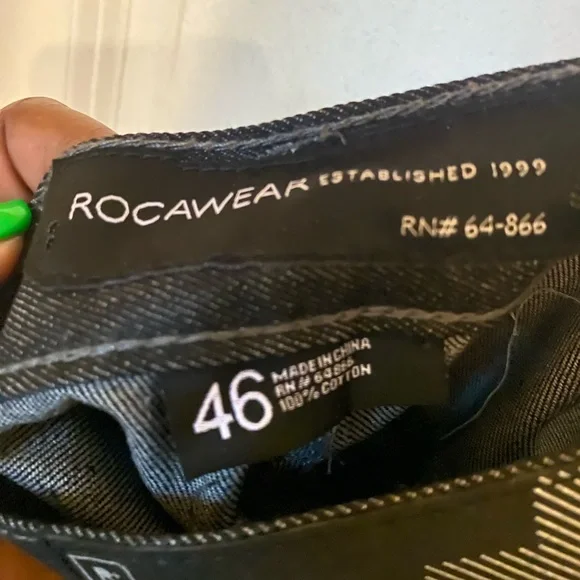 ROCAWEAR ESTABLISHED 1999
RN# 64-866
46
MADE IN CHINA
RN # 64866
100% COTTON